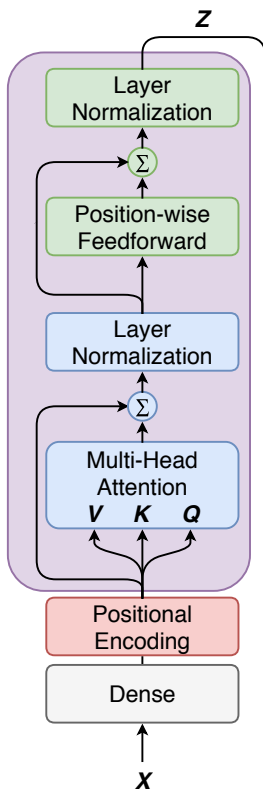 Z
Layer
Normalization
Σ
Position-wise
Feedforward
Layer
Normalization
Σ
Multi-Head
Attention
V K Q
Positional
Encoding
Dense
X